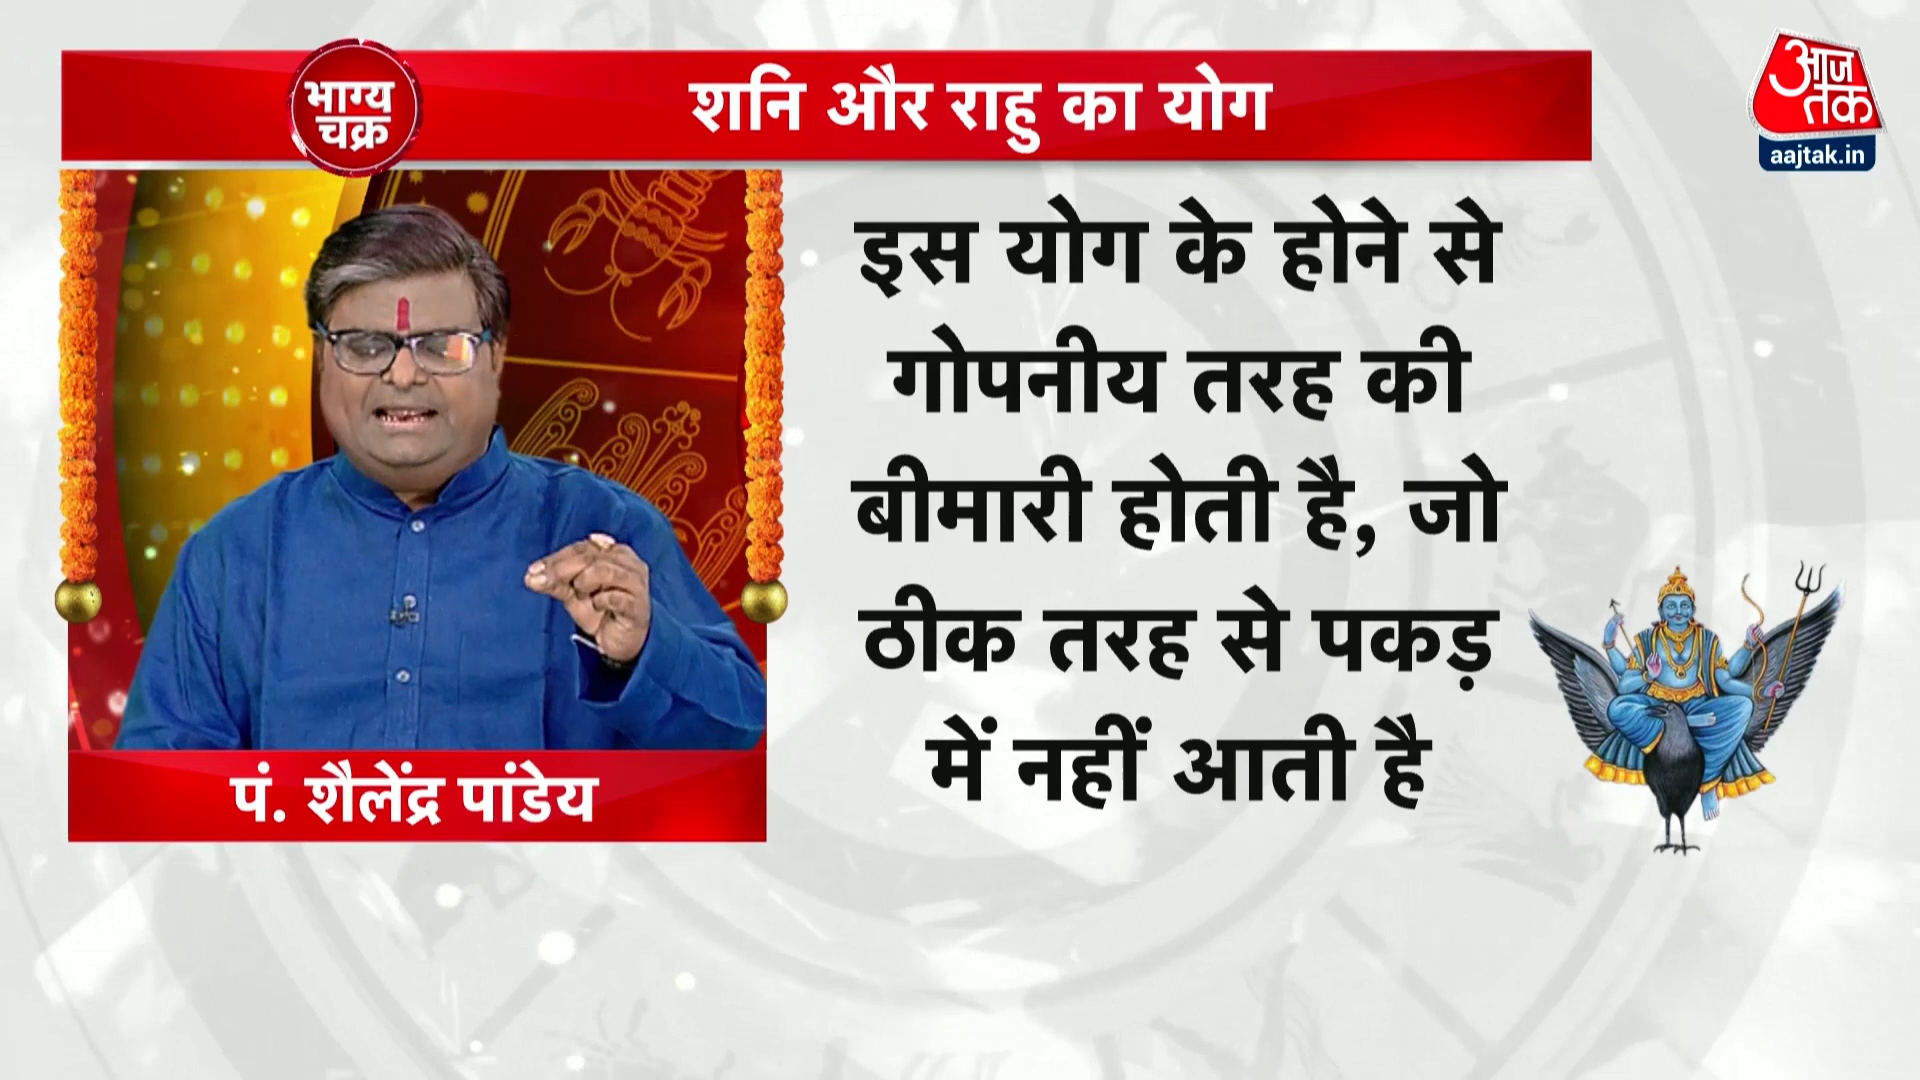 भाग्य
चक्र
शनि और राहु का योग
आज
तक
aajtak.in
इस योग के होने से
गोपनीय तरह की
बीमारी होती है, जो
ठीक तरह से पकड़
में नहीं आती है
पं. शैलेंद्र पांडेय